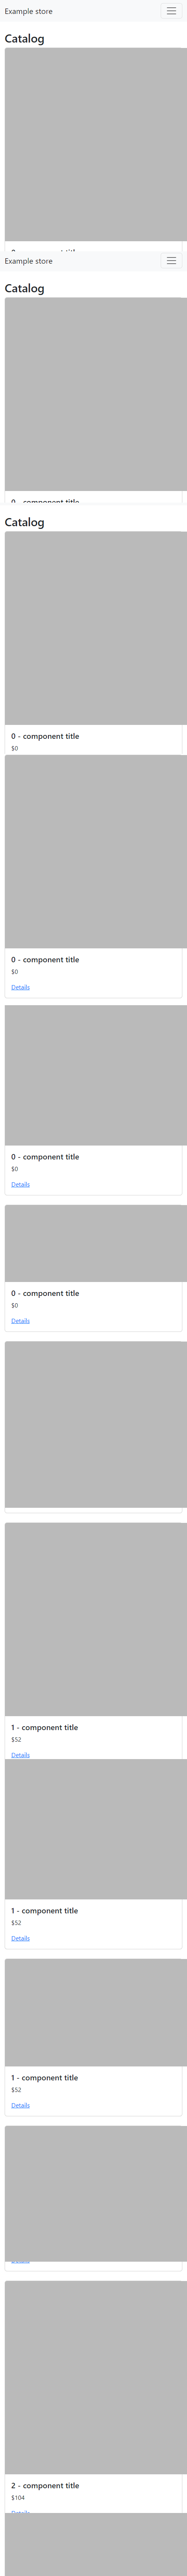 Example store
Catalog
Example store
Catalog
0 - component title
Catalog
0 - component title
$0
0 - component title
$0
Details
0 - component title
$0
Details
0 - component title
$0
Details
1 - component title
$52
Details
1 - component title
$52
Details
1 - component title
$52
Details
2 - component title
$104